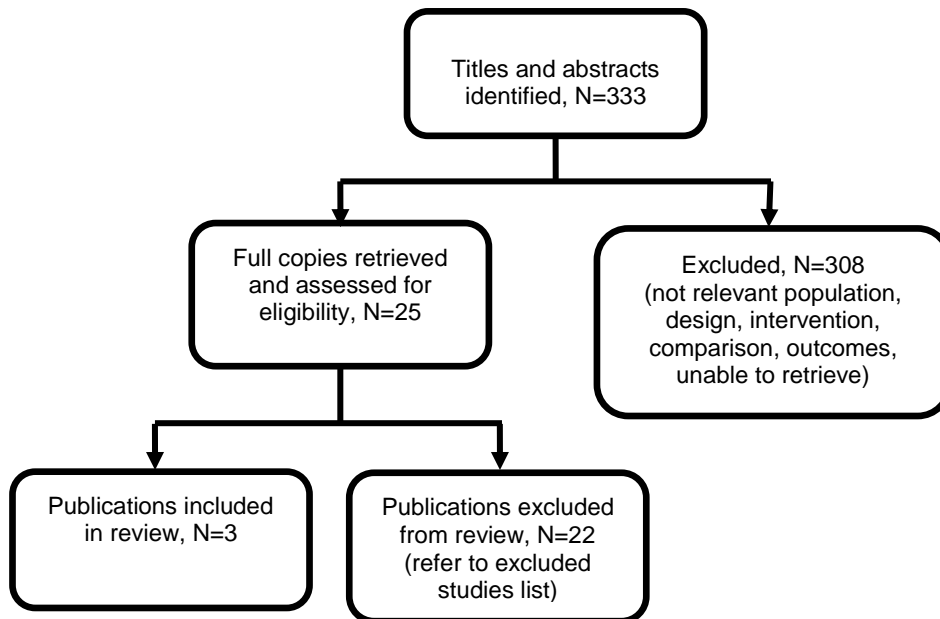 Titles and abstracts
identified, N=333
Full copies retrieved
and assessed for
eligibility, N=25
Excluded, N=308
(not relevant population,
design, intervention,
comparison, outcomes,
unable to retrieve)
Publications included
in review, N=3
Publications excluded
from review, N=22
(refer to excluded
studies list)